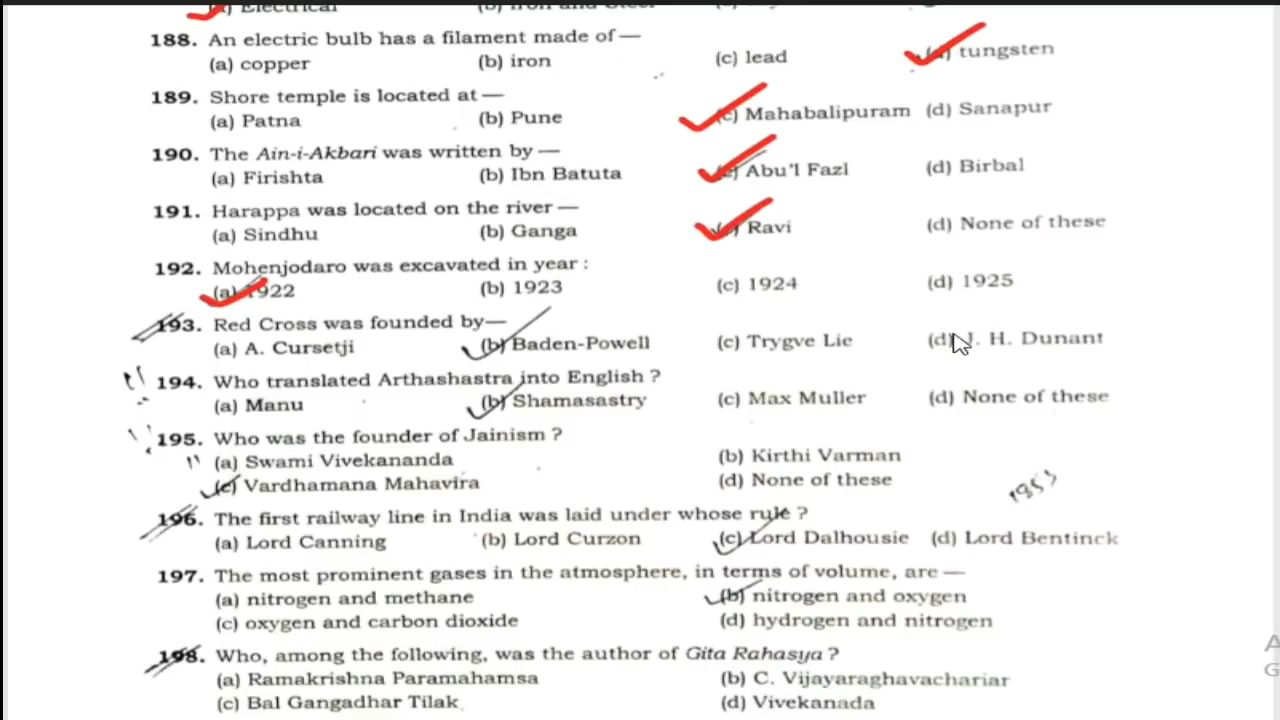 (a) Electrical (b) Iron and Steel
188. An electric bulb has a filament made of —
(a) copper (b) iron (c) lead (d) tungsten
189. Shore temple is located at —
(a) Patna (b) Pune (c) Mahabalipuram (d) Sanapur
190. The Ain-i-Akbari was written by —
(a) Firishta (b) Ibn Batuta (c) Abu'l Fazl (d) Birbal
191. Harappa was located on the river —
(a) Sindhu (b) Ganga (c) Ravi (d) None of these
192. Mohenjodaro was excavated in year :
(a) 1922 (b) 1923 (c) 1924 (d) 1925
193. Red Cross was founded by—
(a) A. Cursetji (b) Baden-Powell (c) Trygve Lie (d) J. H. Dunant
194. Who translated Arthashastra into English ?
(a) Manu (b) Shamasastry (c) Max Muller (d) None of these
195. Who was the founder of Jainism ?
(a) Swami Vivekananda (b) Kirthi Varman
(c) Vardhamana Mahavira (d) None of these
1853
196. The first railway line in India was laid under whose rule ?
(a) Lord Canning (b) Lord Curzon (c) Lord Dalhousie (d) Lord Bentinck
197. The most prominent gases in the atmosphere, in terms of volume, are —
(a) nitrogen and methane (b) nitrogen and oxygen
(c) oxygen and carbon dioxide (d) hydrogen and nitrogen
198. Who, among the following, was the author of Gita Rahasya ?
(a) Ramakrishna Paramahamsa (b) C. Vijayaraghavachariar
(c) Bal Gangadhar Tilak (d) Vivekanada